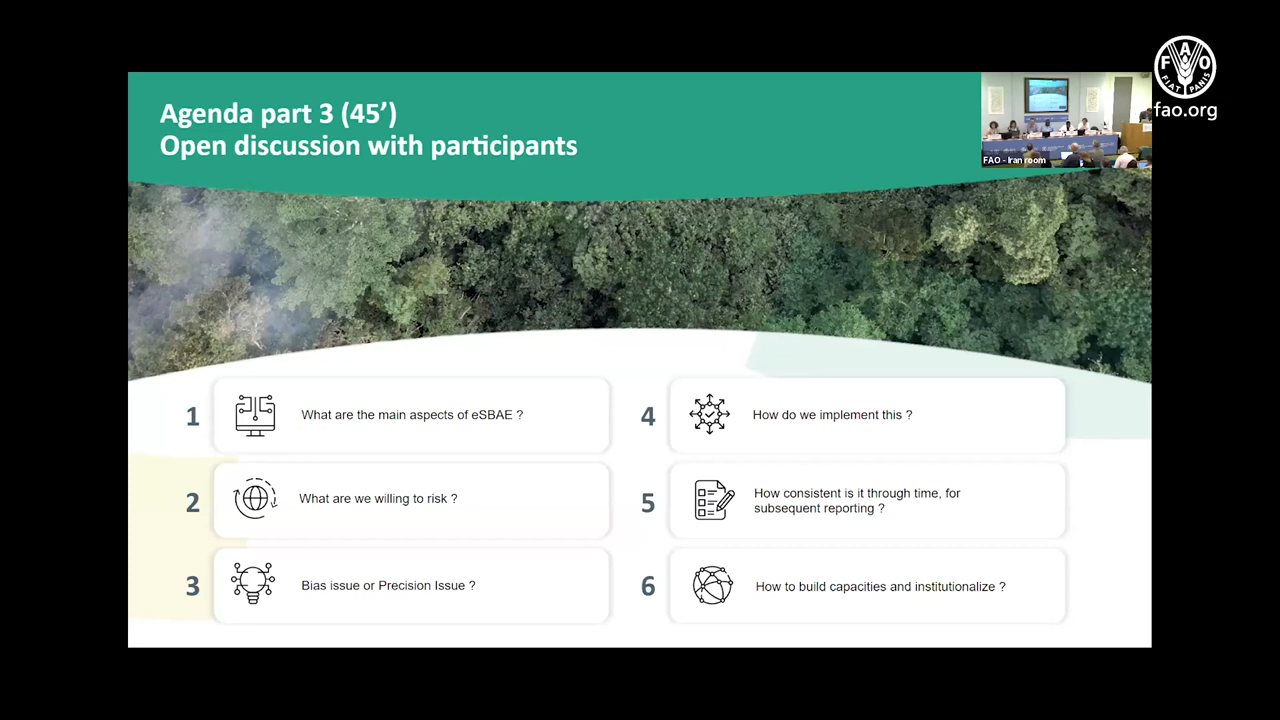 Agenda part 3 (45’)
Open discussion with participants
FAO - Iran room
F A O
FIAT PANIS
fao.org
1
What are the main aspects of eSBAE ?
2
What are we willing to risk ?
3
Bias issue or Precision Issue ?
4
How do we implement this ?
5
How consistent is it through time, for
subsequent reporting ?
6
How to build capacities and institutionalize ?